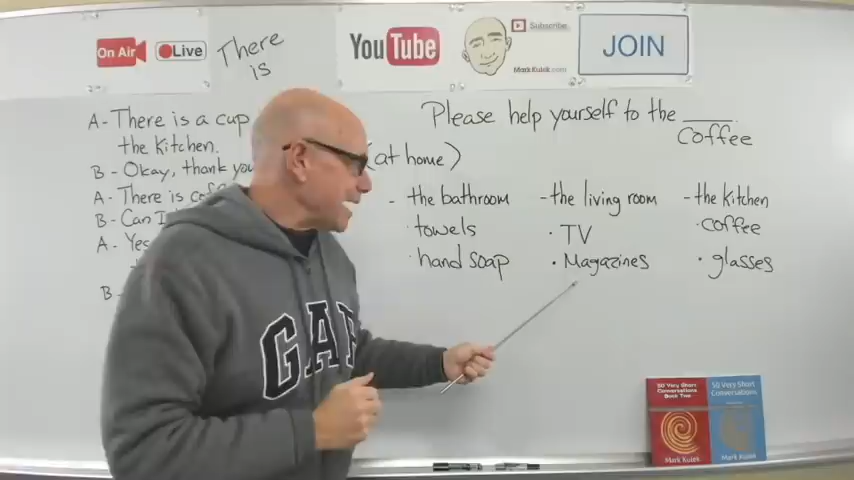 On Air
Live
There
is
YouTube
Subscribe
MarkKulek.com
JOIN
A- There is a cup
the kitchen.
B- Okay, thank you
A- There is
B- Can I
A- Yes
B-
Please help yourself to the ____.
coffee
(at home)
- the bathroom
· towels
· hand soap
- the living room
· TV
· Magazines
- the kitchen
· coffee
· glasses
GAP
50 Very Short
Conversations
Book Two
Mark Kulek
50 Very Short
Conversations
Mark Kulek